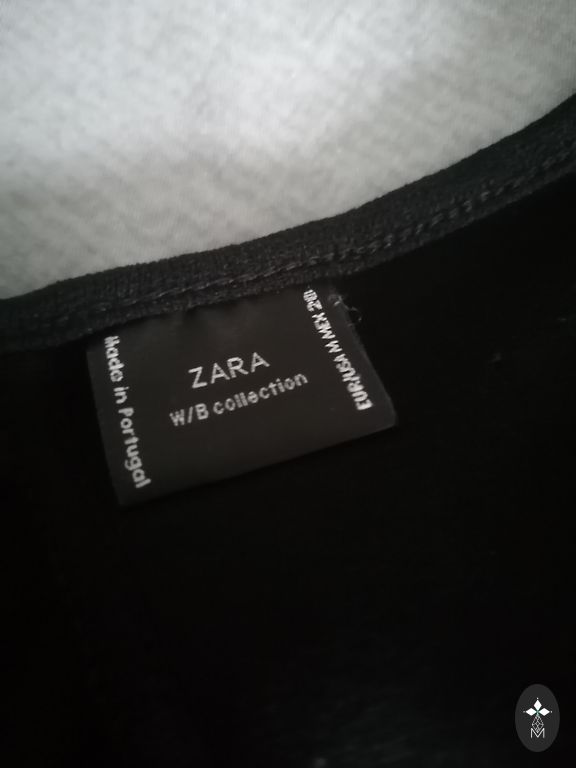 Made in Portugal
ZARA
W/B collection
EUR/USA M MEX 28
M